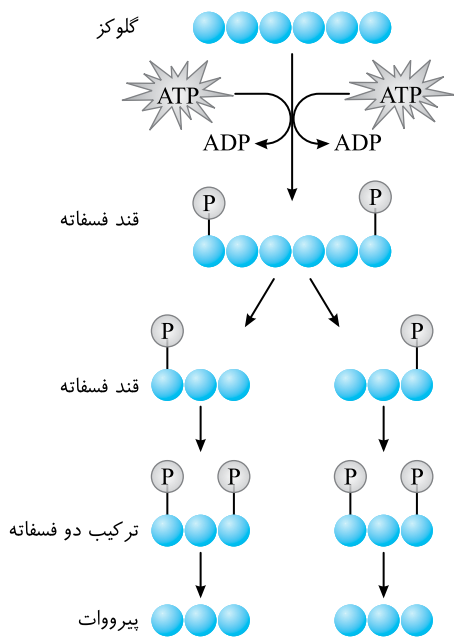 گلوکز
ATP ATP
ADP ADP
P P
قند فسفاته
P P
قند فسفاته
P P P P
ترکیب دو فسفاته
پیرووات